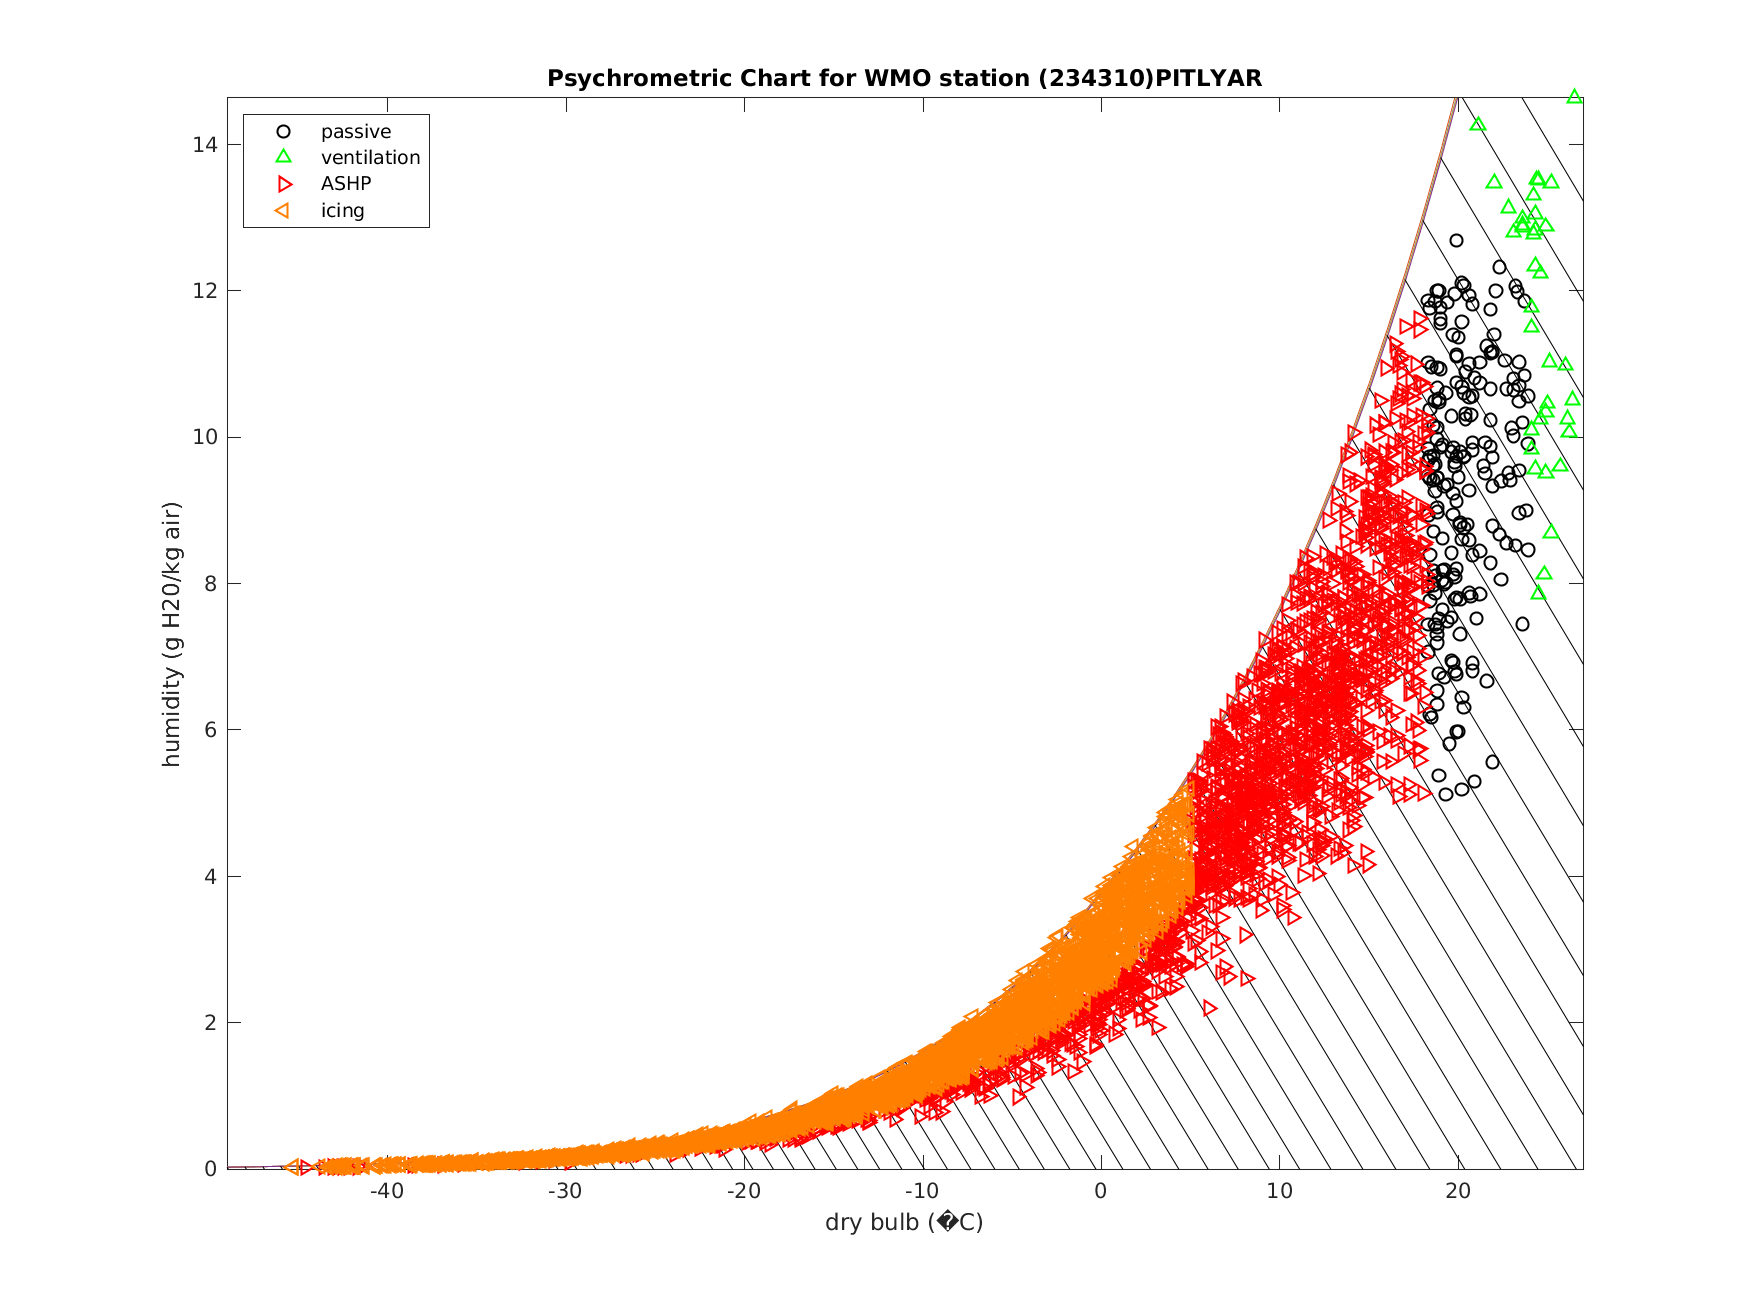 Psychrometric Chart for WMO station (234310)PITLYAR
passive
ventilation
ASHP
icing
14
12
10
8
6
4
2
0
humidity (g H20/kg air)
-40
-30
-20
-10
0
10
20
dry bulb (�C)